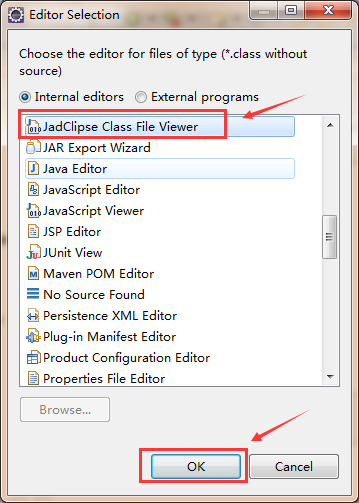 Editor Selection
Choose the editor for files of type (*.class without
source)
Internal editors External programs
JadClipse Class File Viewer
JAR Export Wizard
Java Editor
JavaScript Editor
JavaScript Viewer
JSP Editor
JUnit View
Maven POM Editor
No Source Found
Persistence XML Editor
Plug-in Manifest Editor
Product Configuration Editor
Properties File Editor
Browse...
OK Cancel